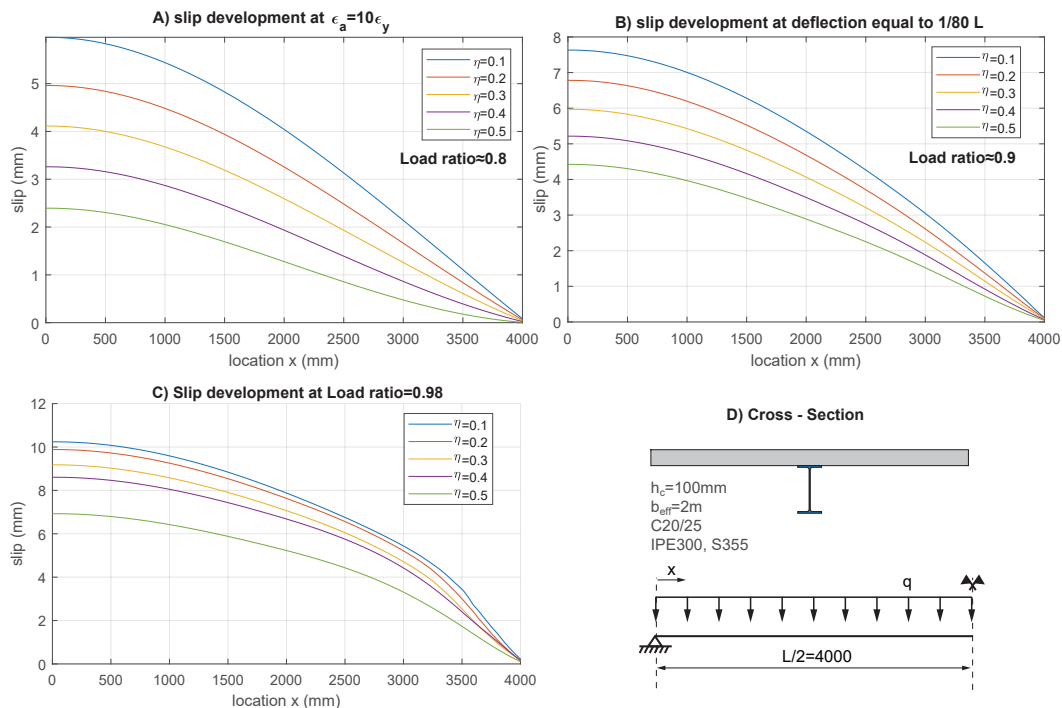 A) slip development at ϵa=10ϵy
6
5
4
3
2
1
0
slip (mm)
0 500 1000 1500 2000 2500 3000 3500 4000
location x (mm)
η=0.1
η=0.2
η=0.3
η=0.4
η=0.5
Load ratio≈0.8
B) slip development at deflection equal to 1/80 L
8
7
6
5
4
3
2
1
0
slip (mm)
0 500 1000 1500 2000 2500 3000 3500 4000
location x (mm)
η=0.1
η=0.2
η=0.3
η=0.4
η=0.5
Load ratio≈0.9
C) Slip development at Load ratio=0.98
12
10
8
6
4
2
0
slip (mm)
0 500 1000 1500 2000 2500 3000 3500 4000
location x (mm)
η=0.1
η=0.2
η=0.3
η=0.4
η=0.5
D) Cross - Section
hc=100mm
beff=2m
C20/25
IPE300, S355
x
q
L/2=4000